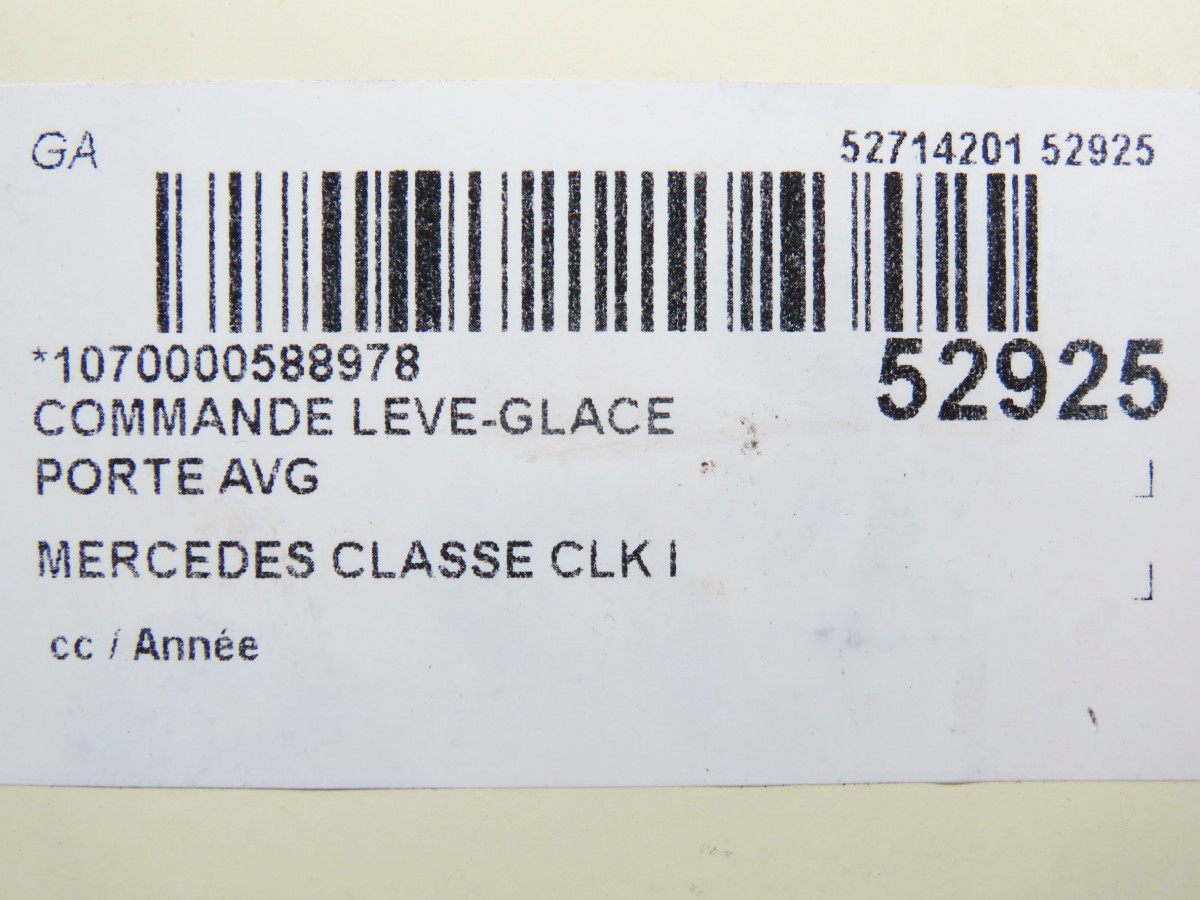 GA
52714201 52925
*1070000588978
52925
COMMANDE LEVE-GLACE
PORTE AVG
MERCEDES CLASSE CLK I
cc / Année